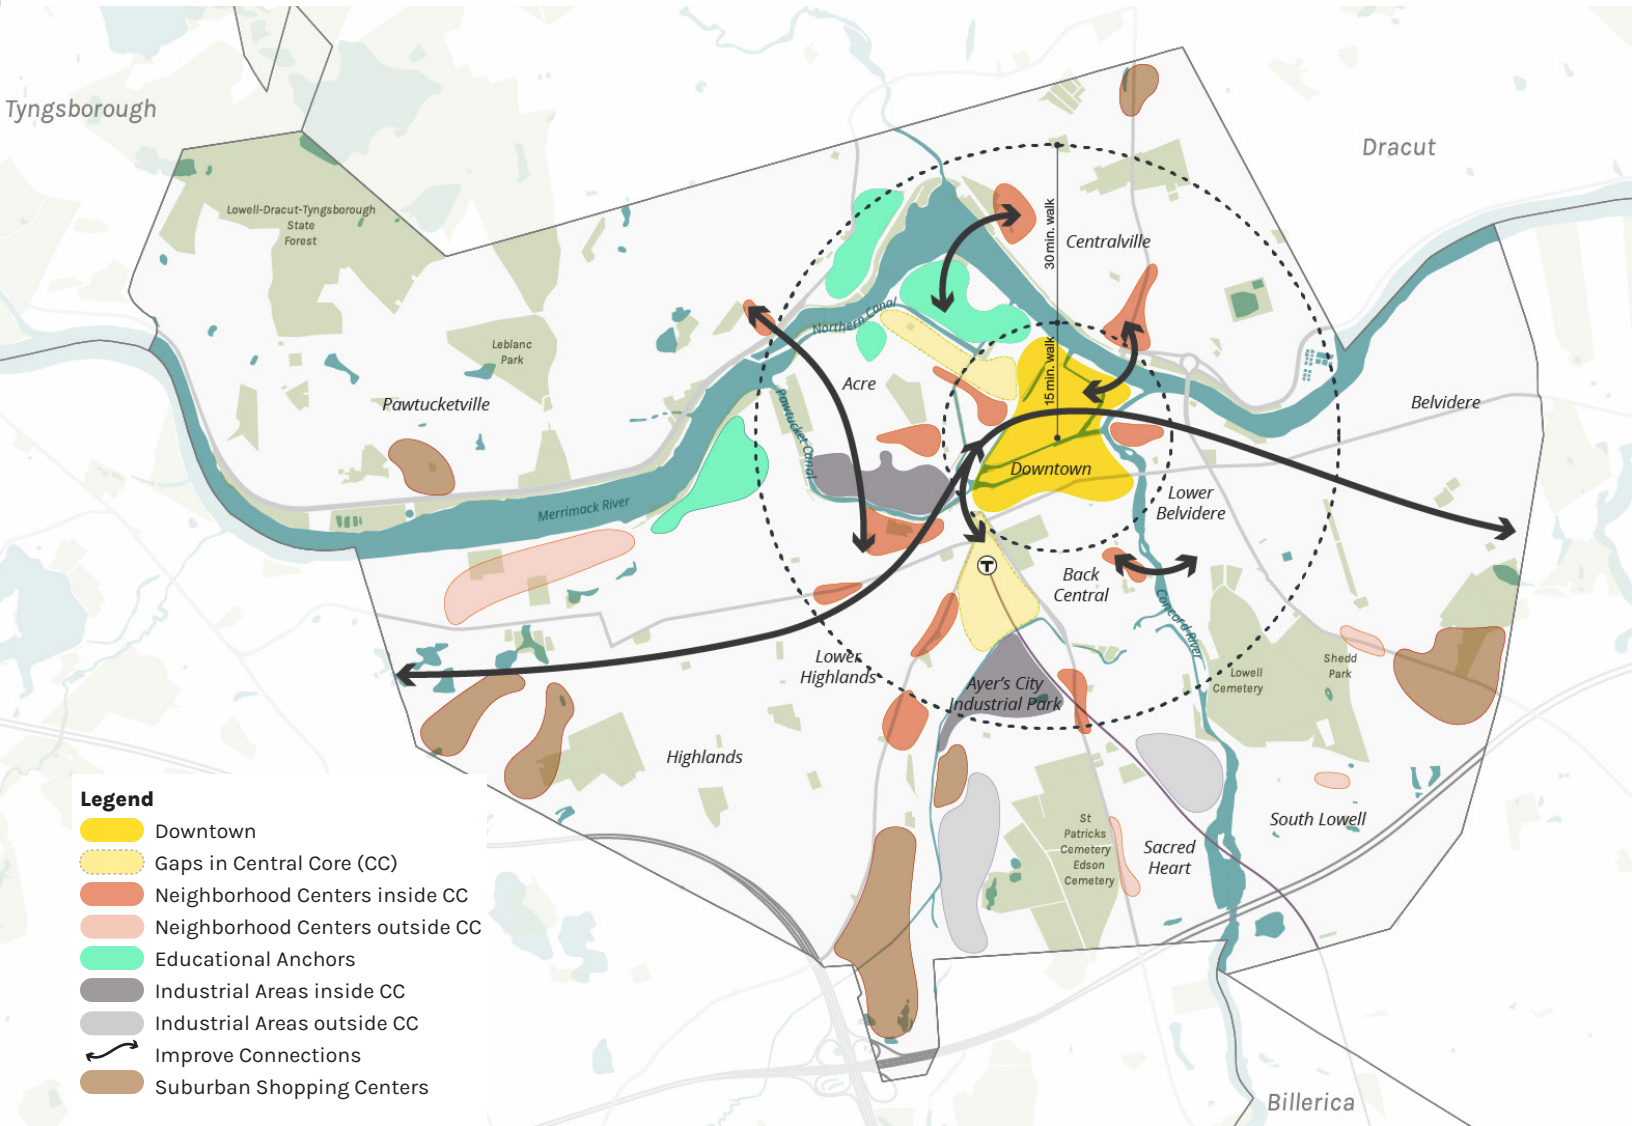 Tyngsborough
Dracut
Lowell-Dracut-Tyngsborough
State
Forest
30 min. walk
Centralville
Northern Canal
Leblanc
Park
15 min. walk
Acre
Pawtucketville
Belvidere
Pawtucket Canal
Downtown
Merrimack River
Lower
Belvidere
T
Back
Central
Concord River
Lower
Highlands
Shedd
Park
Lowell
Cemetery
Ayer's City
Industrial Park
Highlands
St
Patricks
Cemetery
Edson
Cemetery
South Lowell
Sacred
Heart
Legend
Downtown
Gaps in Central Core (CC)
Neighborhood Centers inside CC
Neighborhood Centers outside CC
Educational Anchors
Industrial Areas inside CC
Industrial Areas outside CC
Improve Connections
Suburban Shopping Centers
Billerica